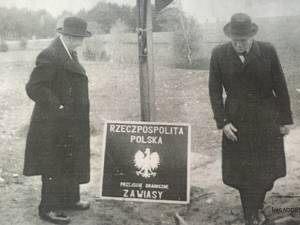 RZECZPOSPOLITA
POLSKA
PRZEJŚCIE GRANICZNE
ZAWIASY